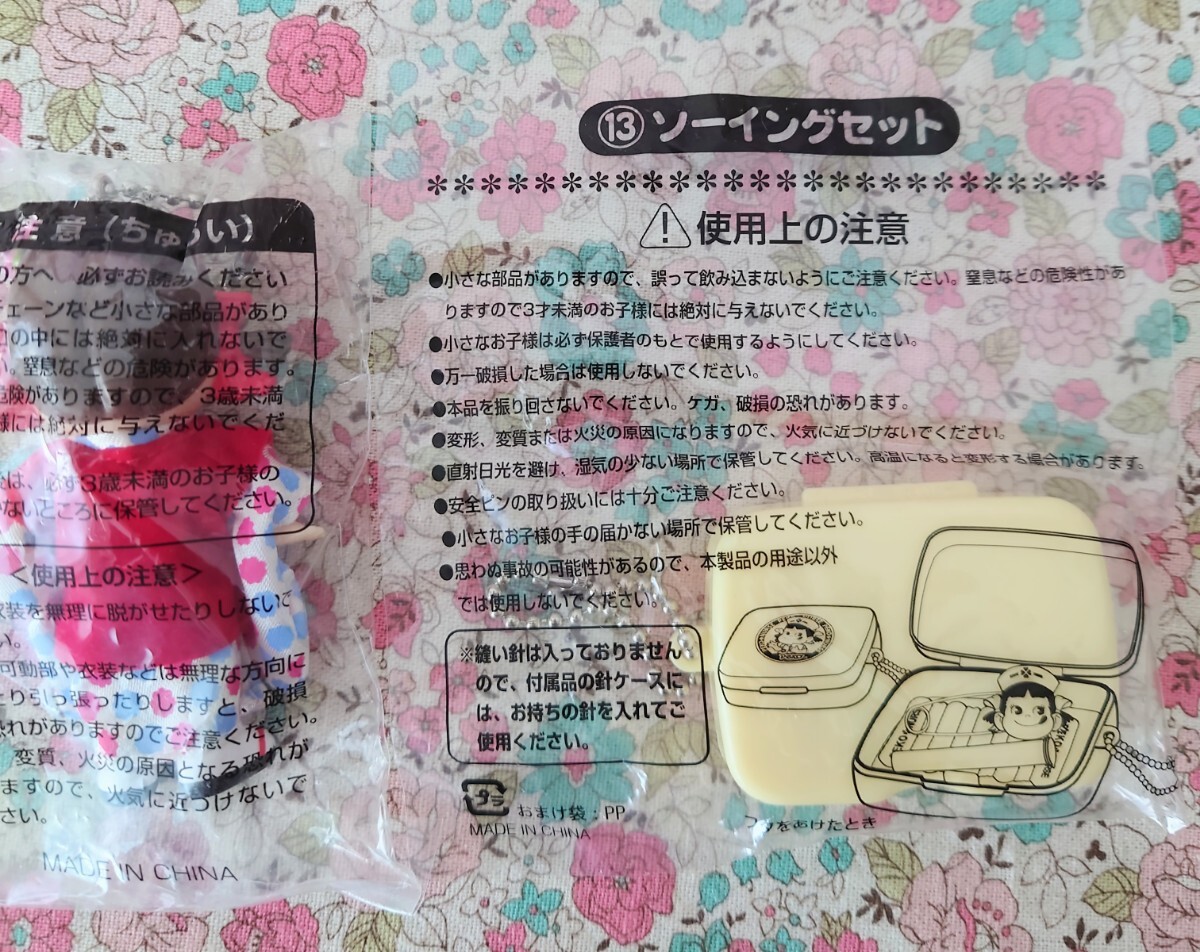 注意（ちゅうい）
の方へ 必ずお読みください
チェーンなど小さな部品があり
口の中には絶対に入れないで
い。窒息などの危険があります。
危険がありますので、3歳未満
様には絶対に与えないでくだ
は、必ず3歳未満のお子様の
ないところに保管してください。
＜使用上の注意＞
衣装を無理に脱がせたりしないで
い。
可動部や衣装などは無理な方向に
たり引っ張ったりしますと、破損
恐れがありますのでご注意ください。
変質、火災の原因となる恐れが
ますので、火気に近づけないで
さい。
MADE IN CHINA
⑬ソーイングセット
*************************
⚠使用上の注意
●小さな部品がありますので、誤って飲み込まないようにご注意ください。窒息などの危険性があ
りますので3才未満のお子様には絶対に与えないでください。
●小さなお子様は必ず保護者のもとで使用するようにしてください。
●万一破損した場合は使用しないでください。
●本品を振り回さないでください。ケガ、破損の恐れがあります。
●変形、変質または火災の原因になりますので、火気に近づけないでください。
●直射日光を避け、湿気の少ない場所で保管してください。高温になると変形する場合があります。
●安全ピンの取り扱いには十分ご注意ください。
●小さなお子様の手の届かない場所で保管してください。
●思わぬ事故の可能性があるので、本製品の用途以外
では使用しないでください。
※縫い針は入っておりません
ので、付属品の針ケースに
は、お持ちの針を入れてご
使用ください。
プラ おまけ袋：PP
MADE IN CHINA
フタをあけたとき